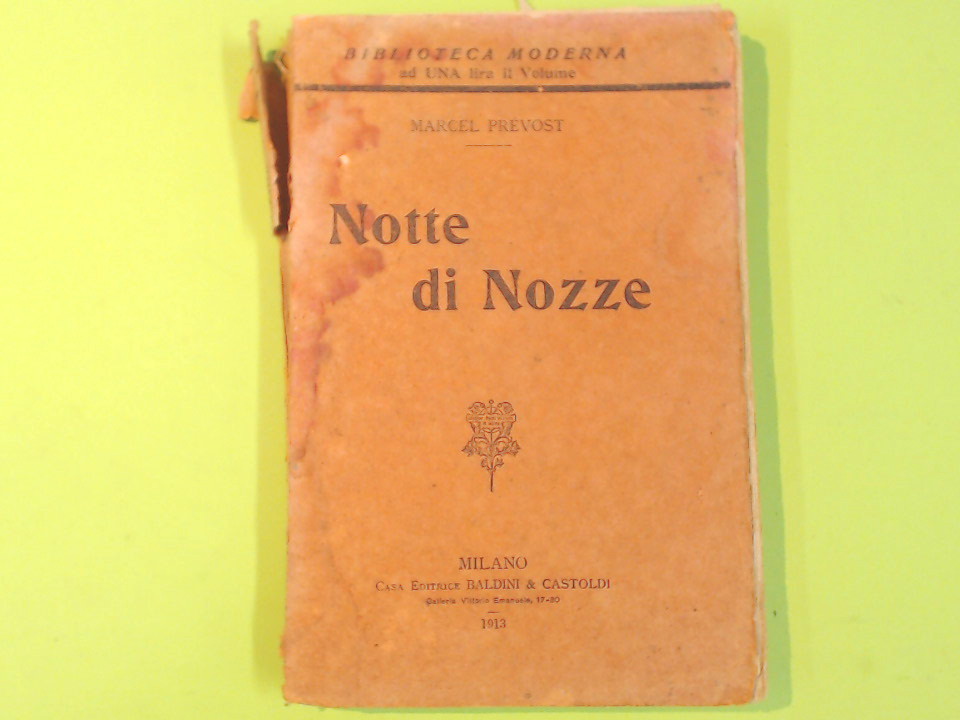 BIBLIOTECA MODERNA
ad UNA lira il Volume
MARCEL PREVOST
Notte
di Nozze
MILANO
CASA EDITRICE BALDINI & CASTOLDI
Galleria Vittorio Emanuele, 17-80
1913